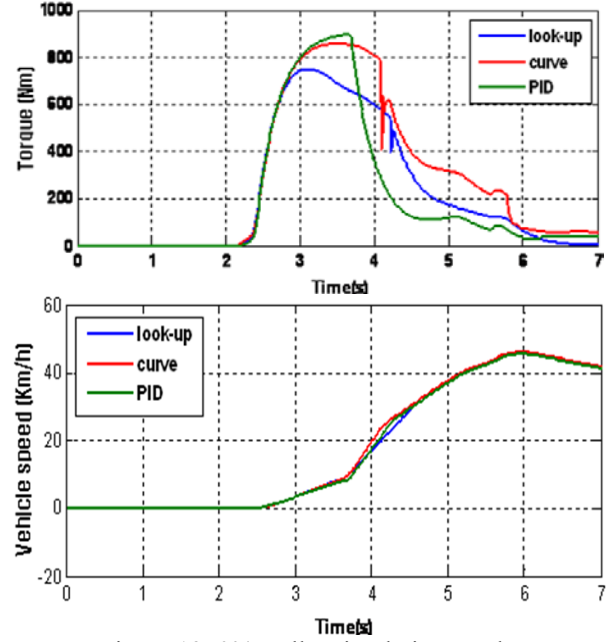 1000
800
600
400
200
0
Torque (Nm)
look-up
curve
PID
0 1 2 3 4 5 6 7
Time(s)
60
40
20
0
-20
Vehicle speed (Km/h)
look-up
curve
PID
0 1 2 3 4 5 6 7
Time(s)